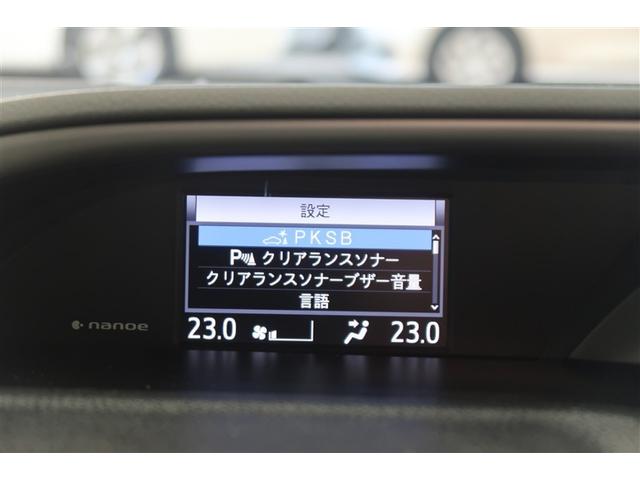 設定
PKSB
P クリアランスソナー
クリアランスソナーブザー音量
言語
23.0 23.0
nanoe